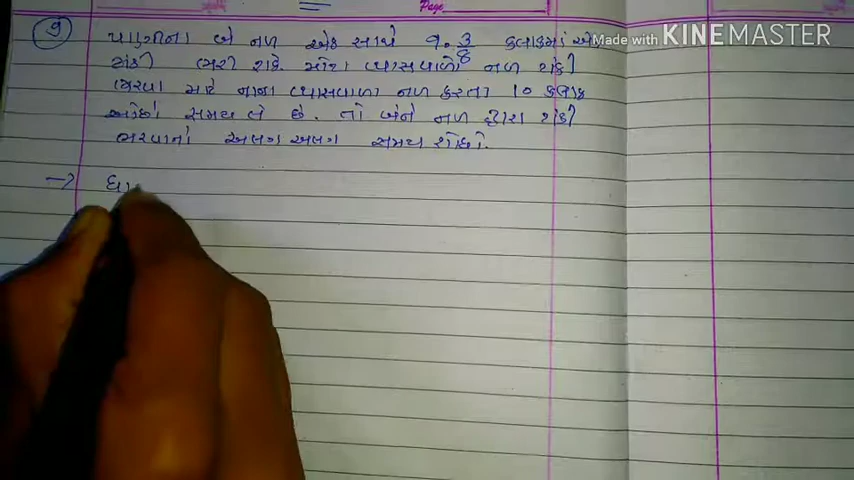 Page
Made with KINEMASTER
(9) પાણીના બે નળ એક સાથે 9 . 3/8 કલાકમાં એક
ટાંકી ભરી શકે. મોટા વ્યાસવાળો નળ ટાંકી
ભરવા માટે નાના વ્યાસવાળા નળ કરતા 10 કલાક
ઓછો સમય લે છે. તો બંને નળ દ્વારા ટાંકી
ભરવાનો અલગ અલગ સમય શોધો.
→ ધા